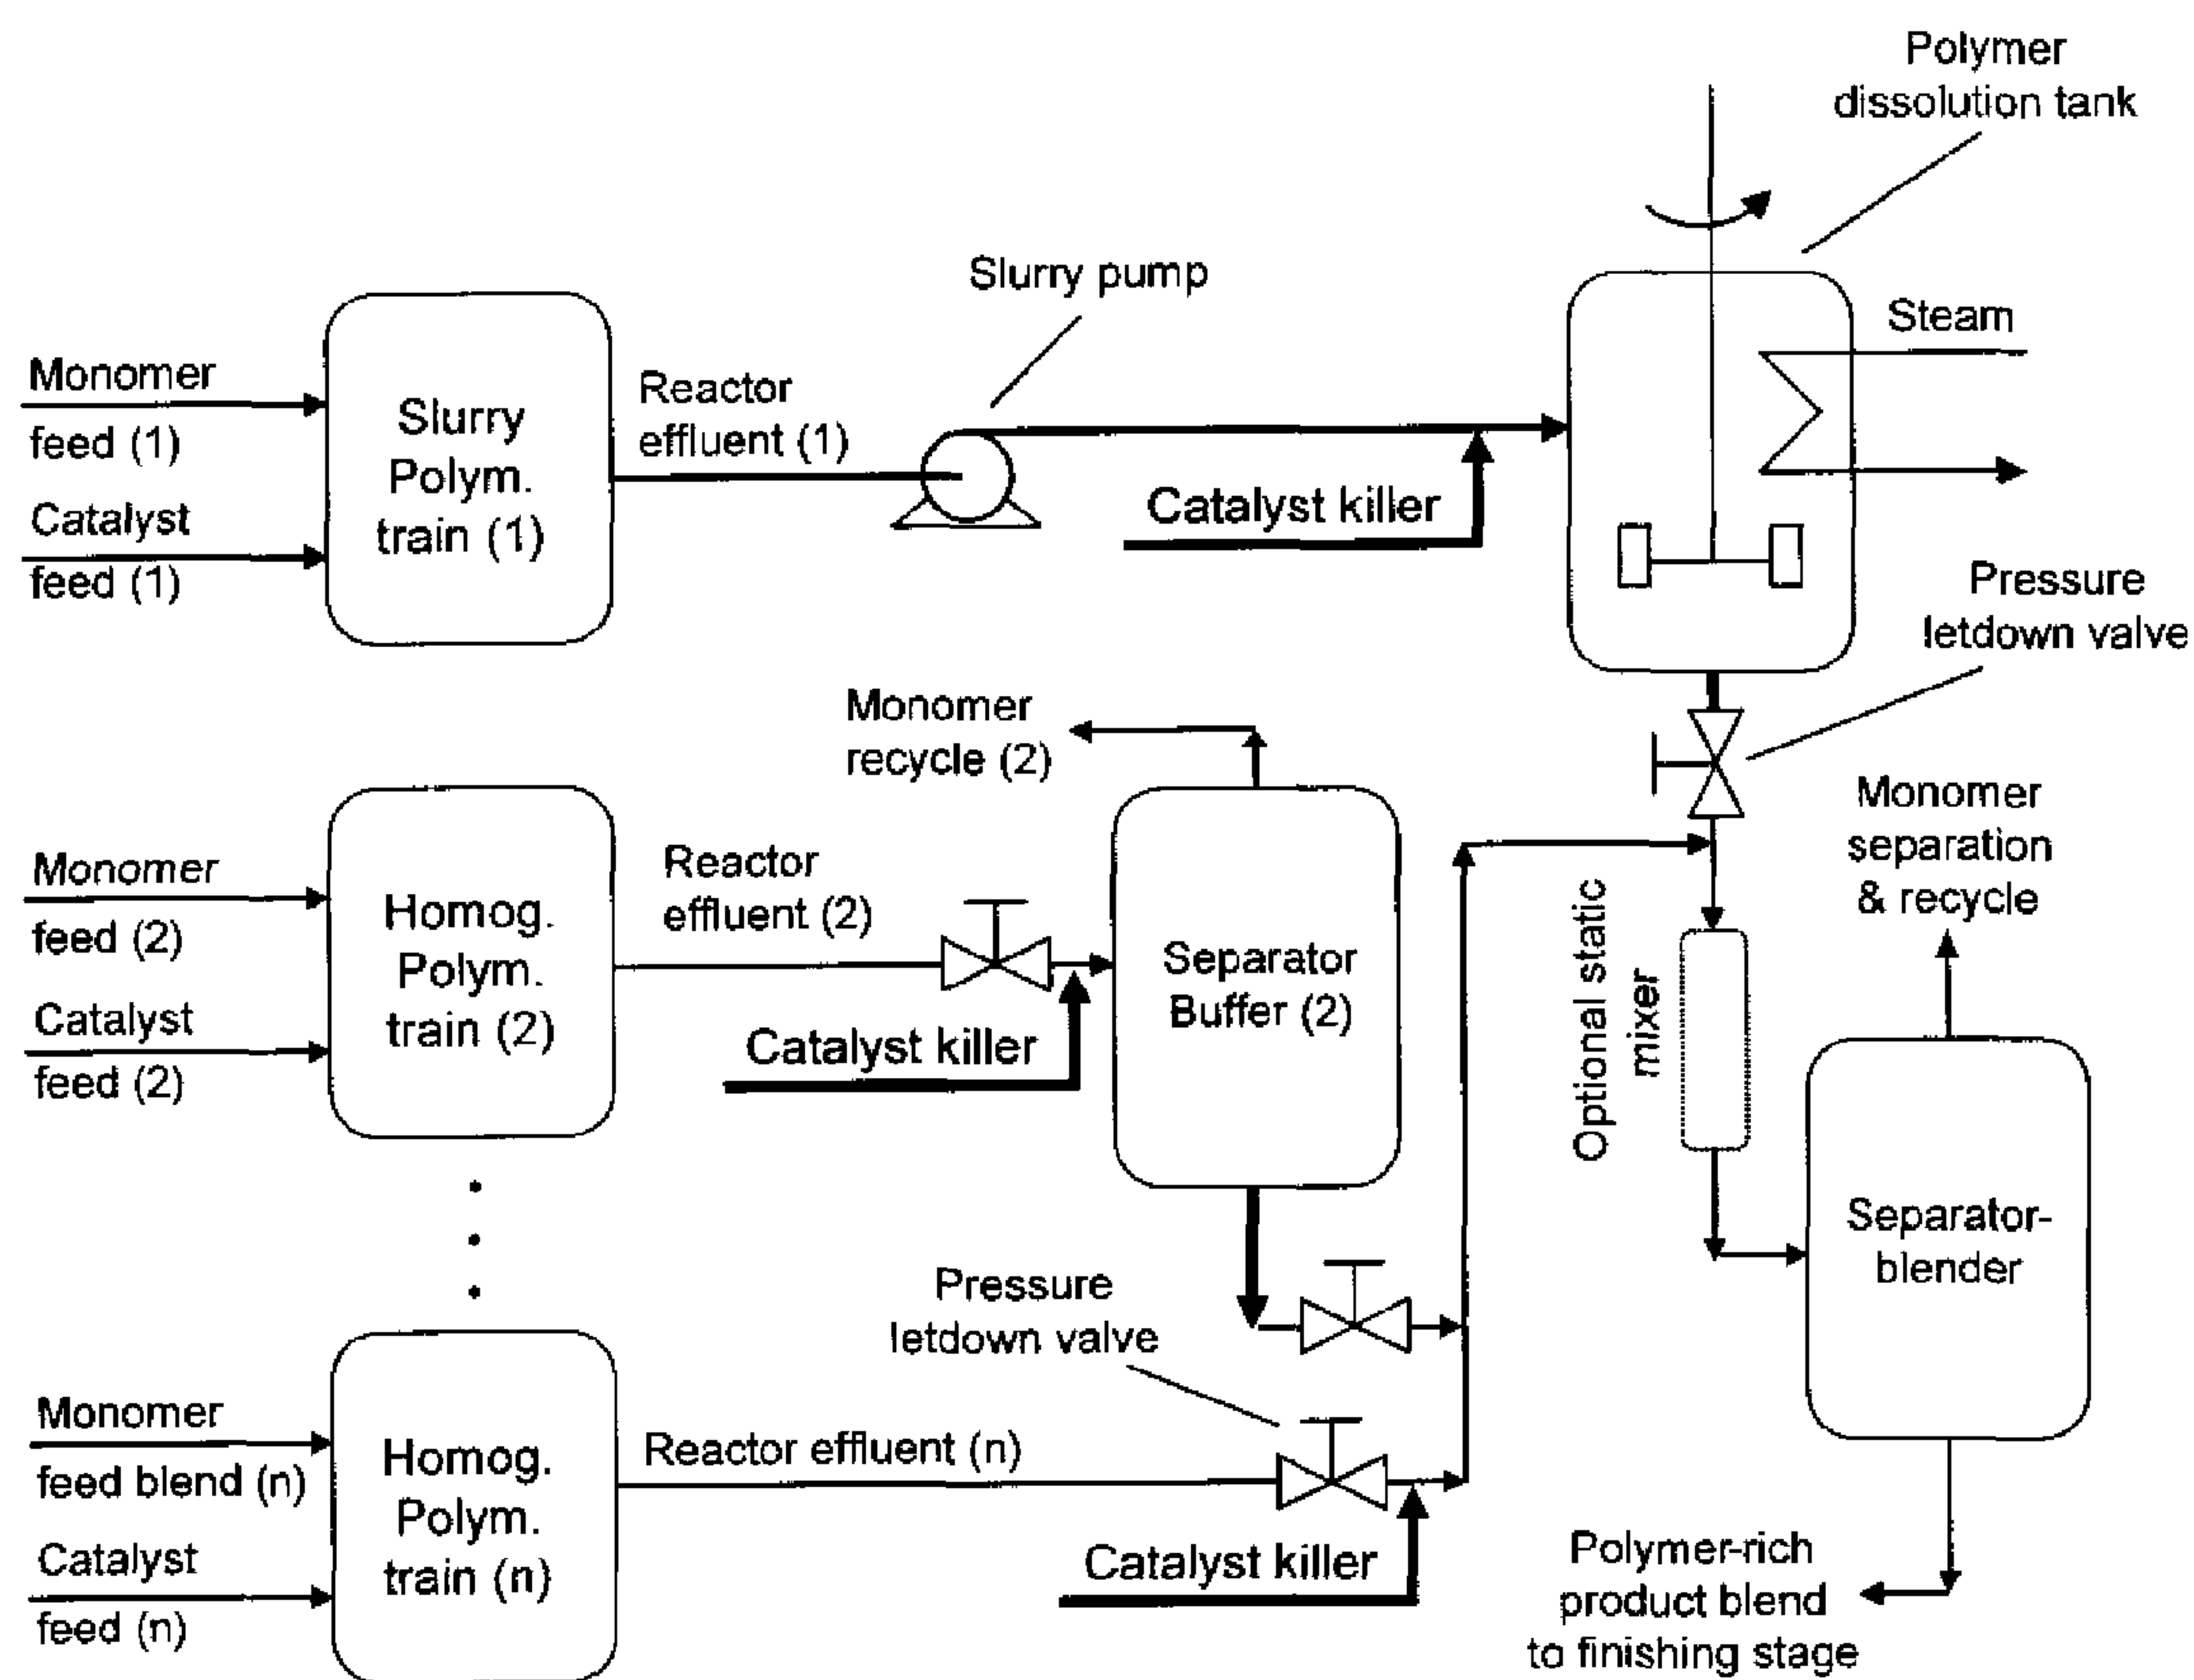 Polymer
dissolution tank
Slurry pump
Steam
Monomer
feed (1)
Catalyst
feed (1)
Slurry
Polym.
train (1)
Reactor
effluent (1)
Catalyst killer
Pressure
letdown valve
Monomer
recycle (2)
Monomer
separation
& recycle
Monomer
feed (2)
Catalyst
feed (2)
Homog.
Polym.
train (2)
Reactor
effluent (2)
Catalyst killer
Separator
Buffer (2)
Optional static
mixer
Separator-
blender
Pressure
letdown valve
Monomer
feed blend (n)
Catalyst
feed (n)
Homog.
Polym.
train (n)
Reactor effluent (n)
Catalyst killer
Polymer-rich
product blend
to finishing stage